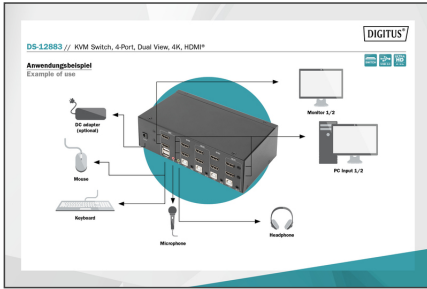 DIGITUS®
DS-12883 // KVM Switch, 4-Port, Dual View, 4K, HDMI®
Anwendungsbeispiel
Example of use
Monitor 1/2
DC adapter
(optional)
PC Input 1/2
Mouse
Keyboard
Microphone
Headphone